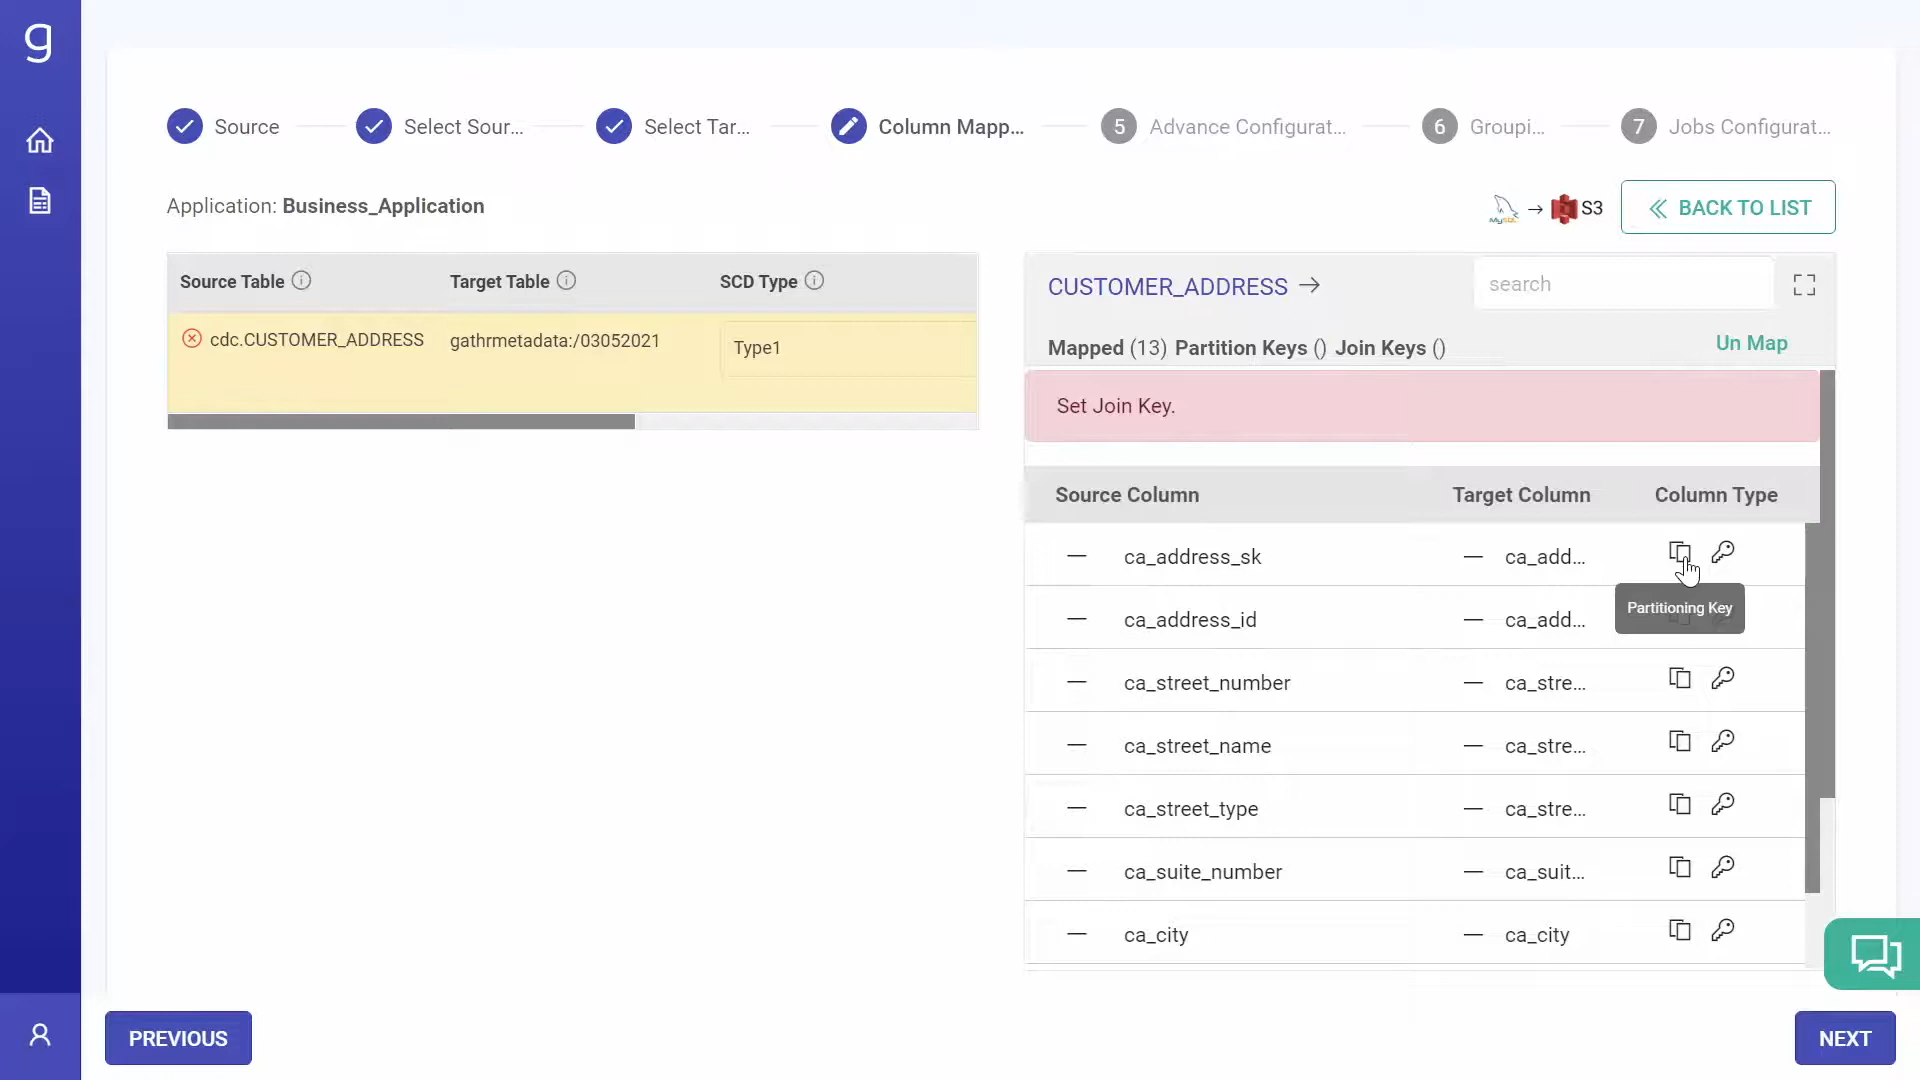 g
Source
Select Sour...
Select Tar...
Column Mapp...
5
Advance Configurat...
6
Groupi...
7
Jobs Configurat...
Application: Business_Application
MySQL
S3
BACK TO LIST
Source Table
Target Table
SCD Type
cdc.CUSTOMER_ADDRESS
gathrmetadata:/03052021
Type1
CUSTOMER_ADDRESS
search
Mapped (13) Partition Keys () Join Keys ()
Un Map
Set Join Key.
Source Column
Target Column
Column Type
ca_address_sk
ca_add...
Partitioning Key
ca_address_id
ca_add...
ca_street_number
ca_stre...
ca_street_name
ca_stre...
ca_street_type
ca_stre...
ca_suite_number
ca_suit...
ca_city
ca_city
PREVIOUS
NEXT